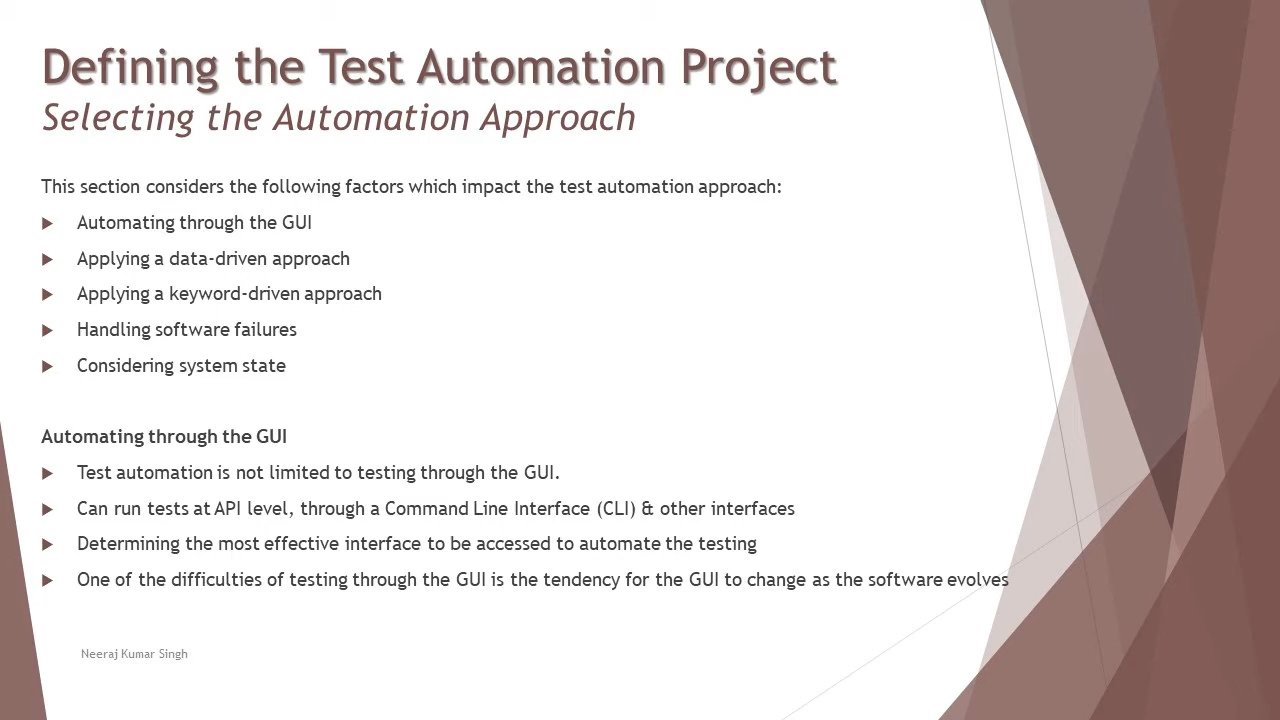 Defining the Test Automation Project
Selecting the Automation Approach
This section considers the following factors which impact the test automation approach:
Automating through the GUI
Applying a data-driven approach
Applying a keyword-driven approach
Handling software failures
Considering system state
Automating through the GUI
Test automation is not limited to testing through the GUI.
Can run tests at API level, through a Command Line Interface (CLI) & other interfaces
Determining the most effective interface to be accessed to automate the testing
One of the difficulties of testing through the GUI is the tendency for the GUI to change as the software evolves
Neeraj Kumar Singh